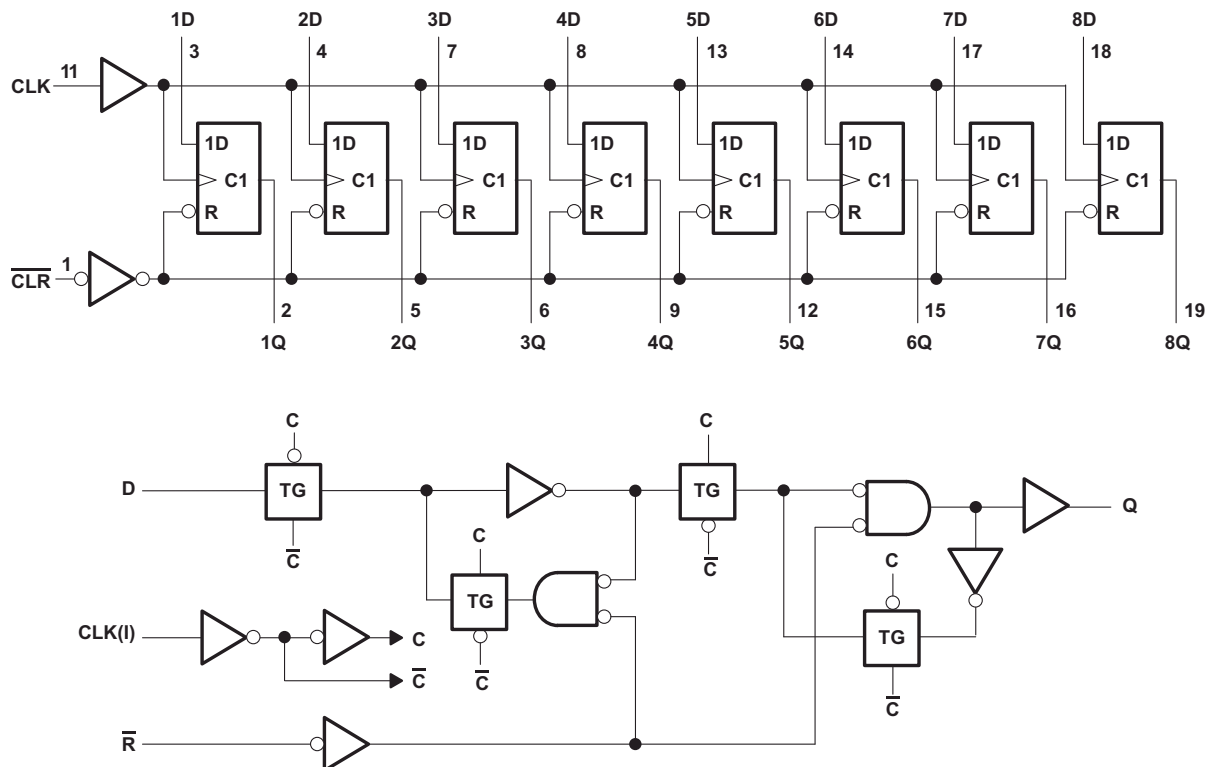 1D 2D 3D 4D 5D 6D 7D 8D
3 4 7 8 13 14 17 18
CLK 11
1D 1D 1D 1D 1D 1D 1D 1D
C1 C1 C1 C1 C1 C1 C1 C1
R R R R R R R R
C̅L̅R̅ 1
2 5 6 9 12 15 16 19
1Q 2Q 3Q 4Q 5Q 6Q 7Q 8Q
C C
D TG TG Q
C̅ C C̅ C
TG
CLK(I) C TG
C̅ C̅
C̅
R̅